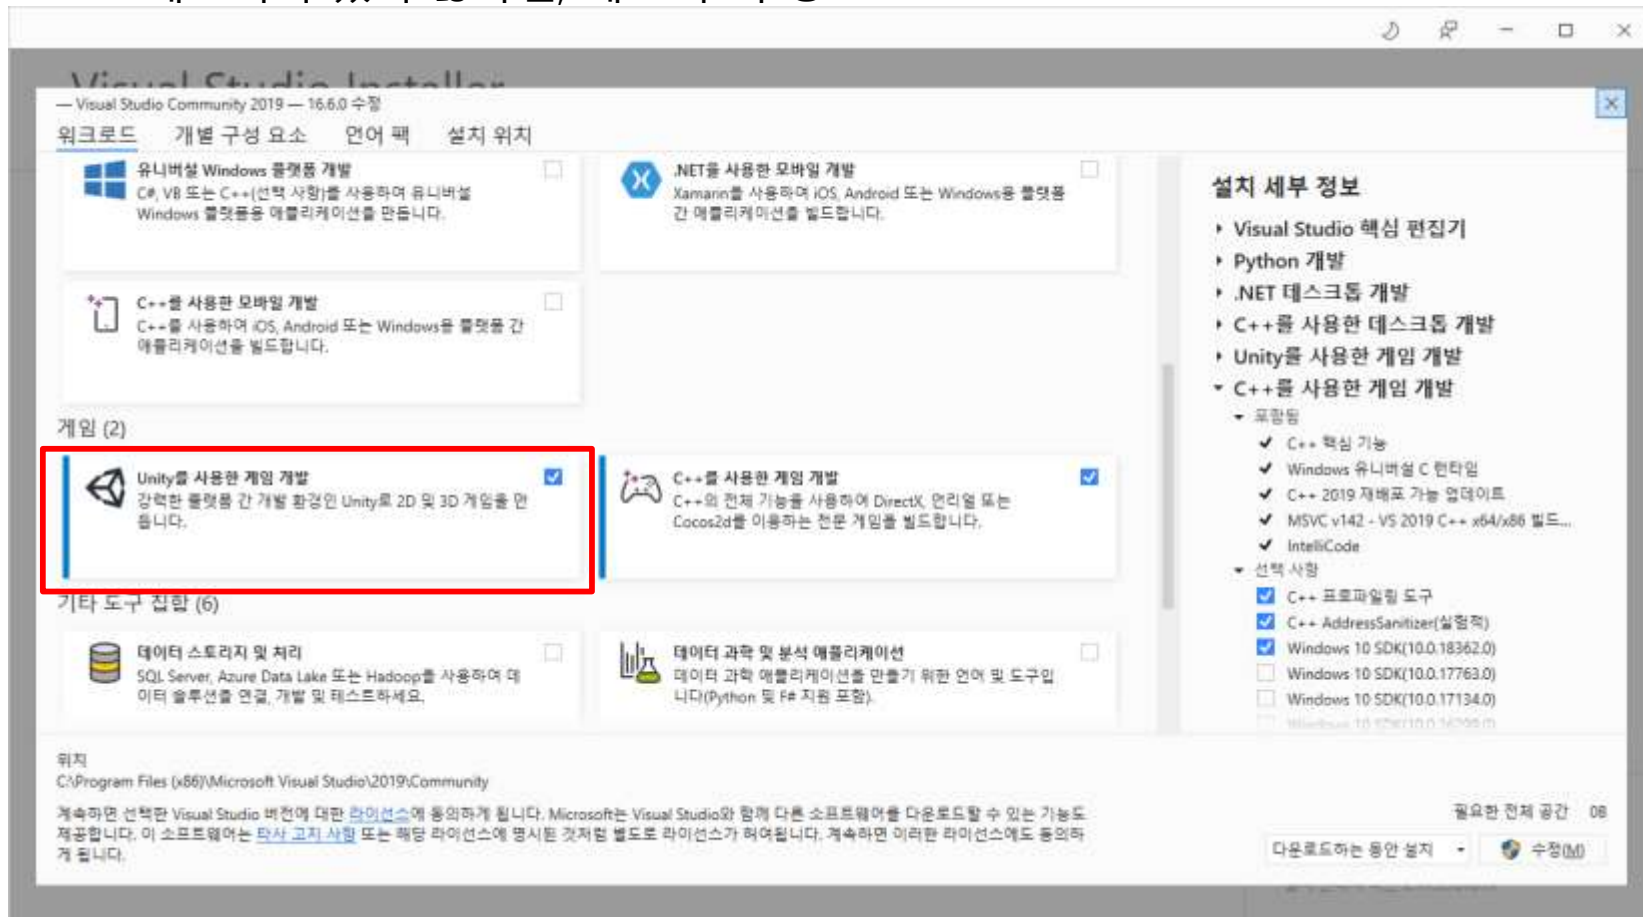 Visual Studio Installer
— Visual Studio Community 2019 — 16.6.0 수정
워크로드 개별 구성 요소 언어 팩 설치 위치
유니버설 Windows 플랫폼 개발
C#, VB 또는 C++(선택 사항)를 사용하여 유니버설
Windows 플랫폼용 애플리케이션을 만듭니다.
.NET을 사용한 모바일 개발
Xamarin을 사용하여 iOS, Android 또는 Windows용 플랫폼
간 애플리케이션을 빌드합니다.
C++를 사용한 모바일 개발
C++를 사용하여 iOS, Android 또는 Windows용 플랫폼 간
애플리케이션을 빌드합니다.
게임 (2)
Unity를 사용한 게임 개발
강력한 플랫폼 간 개발 환경인 Unity로 2D 및 3D 게임을 만
듭니다.
C++를 사용한 게임 개발
C++의 전체 기능을 사용하여 DirectX, 언리얼 또는
Cocos2d를 이용하는 전문 게임을 빌드합니다.
기타 도구 집합 (6)
데이터 스토리지 및 처리
SQL Server, Azure Data Lake 또는 Hadoop을 사용하여 데
이터 솔루션을 연결, 개발 및 테스트하세요.
데이터 과학 및 분석 애플리케이션
데이터 과학 애플리케이션을 만들기 위한 언어 및 도구입
니다(Python 및 F# 지원 포함).
설치 세부 정보
Visual Studio 핵심 편집기
Python 개발
.NET 데스크톱 개발
C++를 사용한 데스크톱 개발
Unity를 사용한 게임 개발
C++를 사용한 게임 개발
포함됨
C++ 핵심 기능
Windows 유니버설 C 런타임
C++ 2019 재배포 가능 업데이트
MSVC v142 - VS 2019 C++ x64/x86 빌드...
IntelliCode
선택 사항
C++ 프로파일링 도구
C++ AddressSanitizer(실험적)
Windows 10 SDK(10.0.18362.0)
Windows 10 SDK(10.0.17763.0)
Windows 10 SDK(10.0.17134.0)
Windows 10 SDK(10.0.16299.0)
위치
C:\Program Files (x86)\Microsoft Visual Studio\2019\Community
계속하면 선택한 Visual Studio 버전에 대한 라이선스에 동의하게 됩니다. Microsoft는 Visual Studio와 함께 다른 소프트웨어를 다운로드할 수 있는 기능도
제공합니다. 이 소프트웨어는 타사 고지 사항 또는 해당 라이선스에 명시된 것처럼 별도로 라이선스가 허여됩니다. 계속하면 이러한 라이선스에도 동의하
게 됩니다.
필요한 전체 공간 0B
다운로드하는 동안 설치 수정(M)